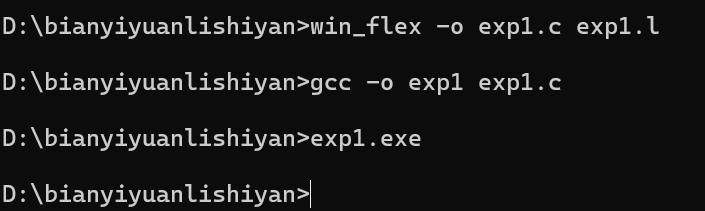 D:\bianyiyuanlishiyan>win_flex -o exp1.c exp1.l
D:\bianyiyuanlishiyan>gcc -o exp1 exp1.c
D:\bianyiyuanlishiyan>exp1.exe
D:\bianyiyuanlishiyan>